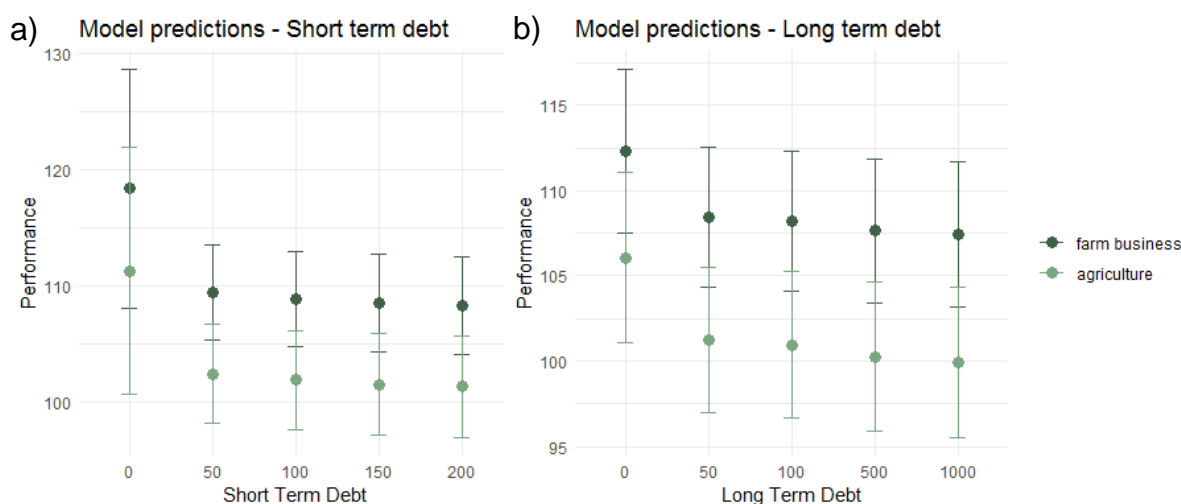 a) Model predictions - Short term debt
130
120
110
100
Performance
0 50 100 150 200
Short Term Debt
b) Model predictions - Long term debt
115
110
105
100
95
Performance
0 50 100 500 1000
Long Term Debt
farm business
agriculture